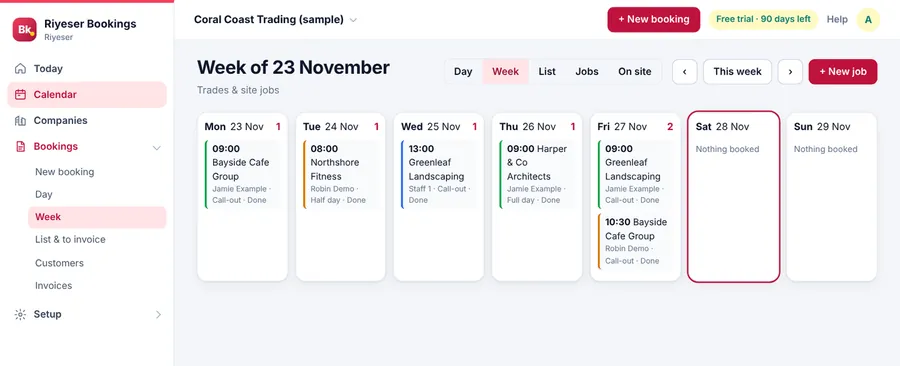 Bk
Riyeser Bookings
Riyeser
Today
Calendar
Companies
Bookings
New booking
Day
Week
List & to invoice
Customers
Invoices
Setup
Coral Coast Trading (sample)
+ New booking
Free trial · 90 days left
Help
A
Week of 23 November
Trades & site jobs
Day
Week
List
Jobs
On site
‹
This week
›
+ New job
Mon 23 Nov 1
09:00
Bayside Cafe
Group
Jamie Example ·
Call-out · Done
Tue 24 Nov 1
08:00
Northshore
Fitness
Robin Demo ·
Half day · Done
Wed 25 Nov 1
13:00
Greenleaf
Landscaping
Staff 1 · Call-out ·
Done
Thu 26 Nov 1
09:00 Harper
& Co
Architects
Jamie Example ·
Full day · Done
Fri 27 Nov 2
09:00
Greenleaf
Landscaping
Jamie Example ·
Call-out · Done
10:30 Bayside
Cafe Group
Robin Demo ·
Call-out · Done
Sat 28 Nov
Nothing booked
Sun 29 Nov
Nothing booked